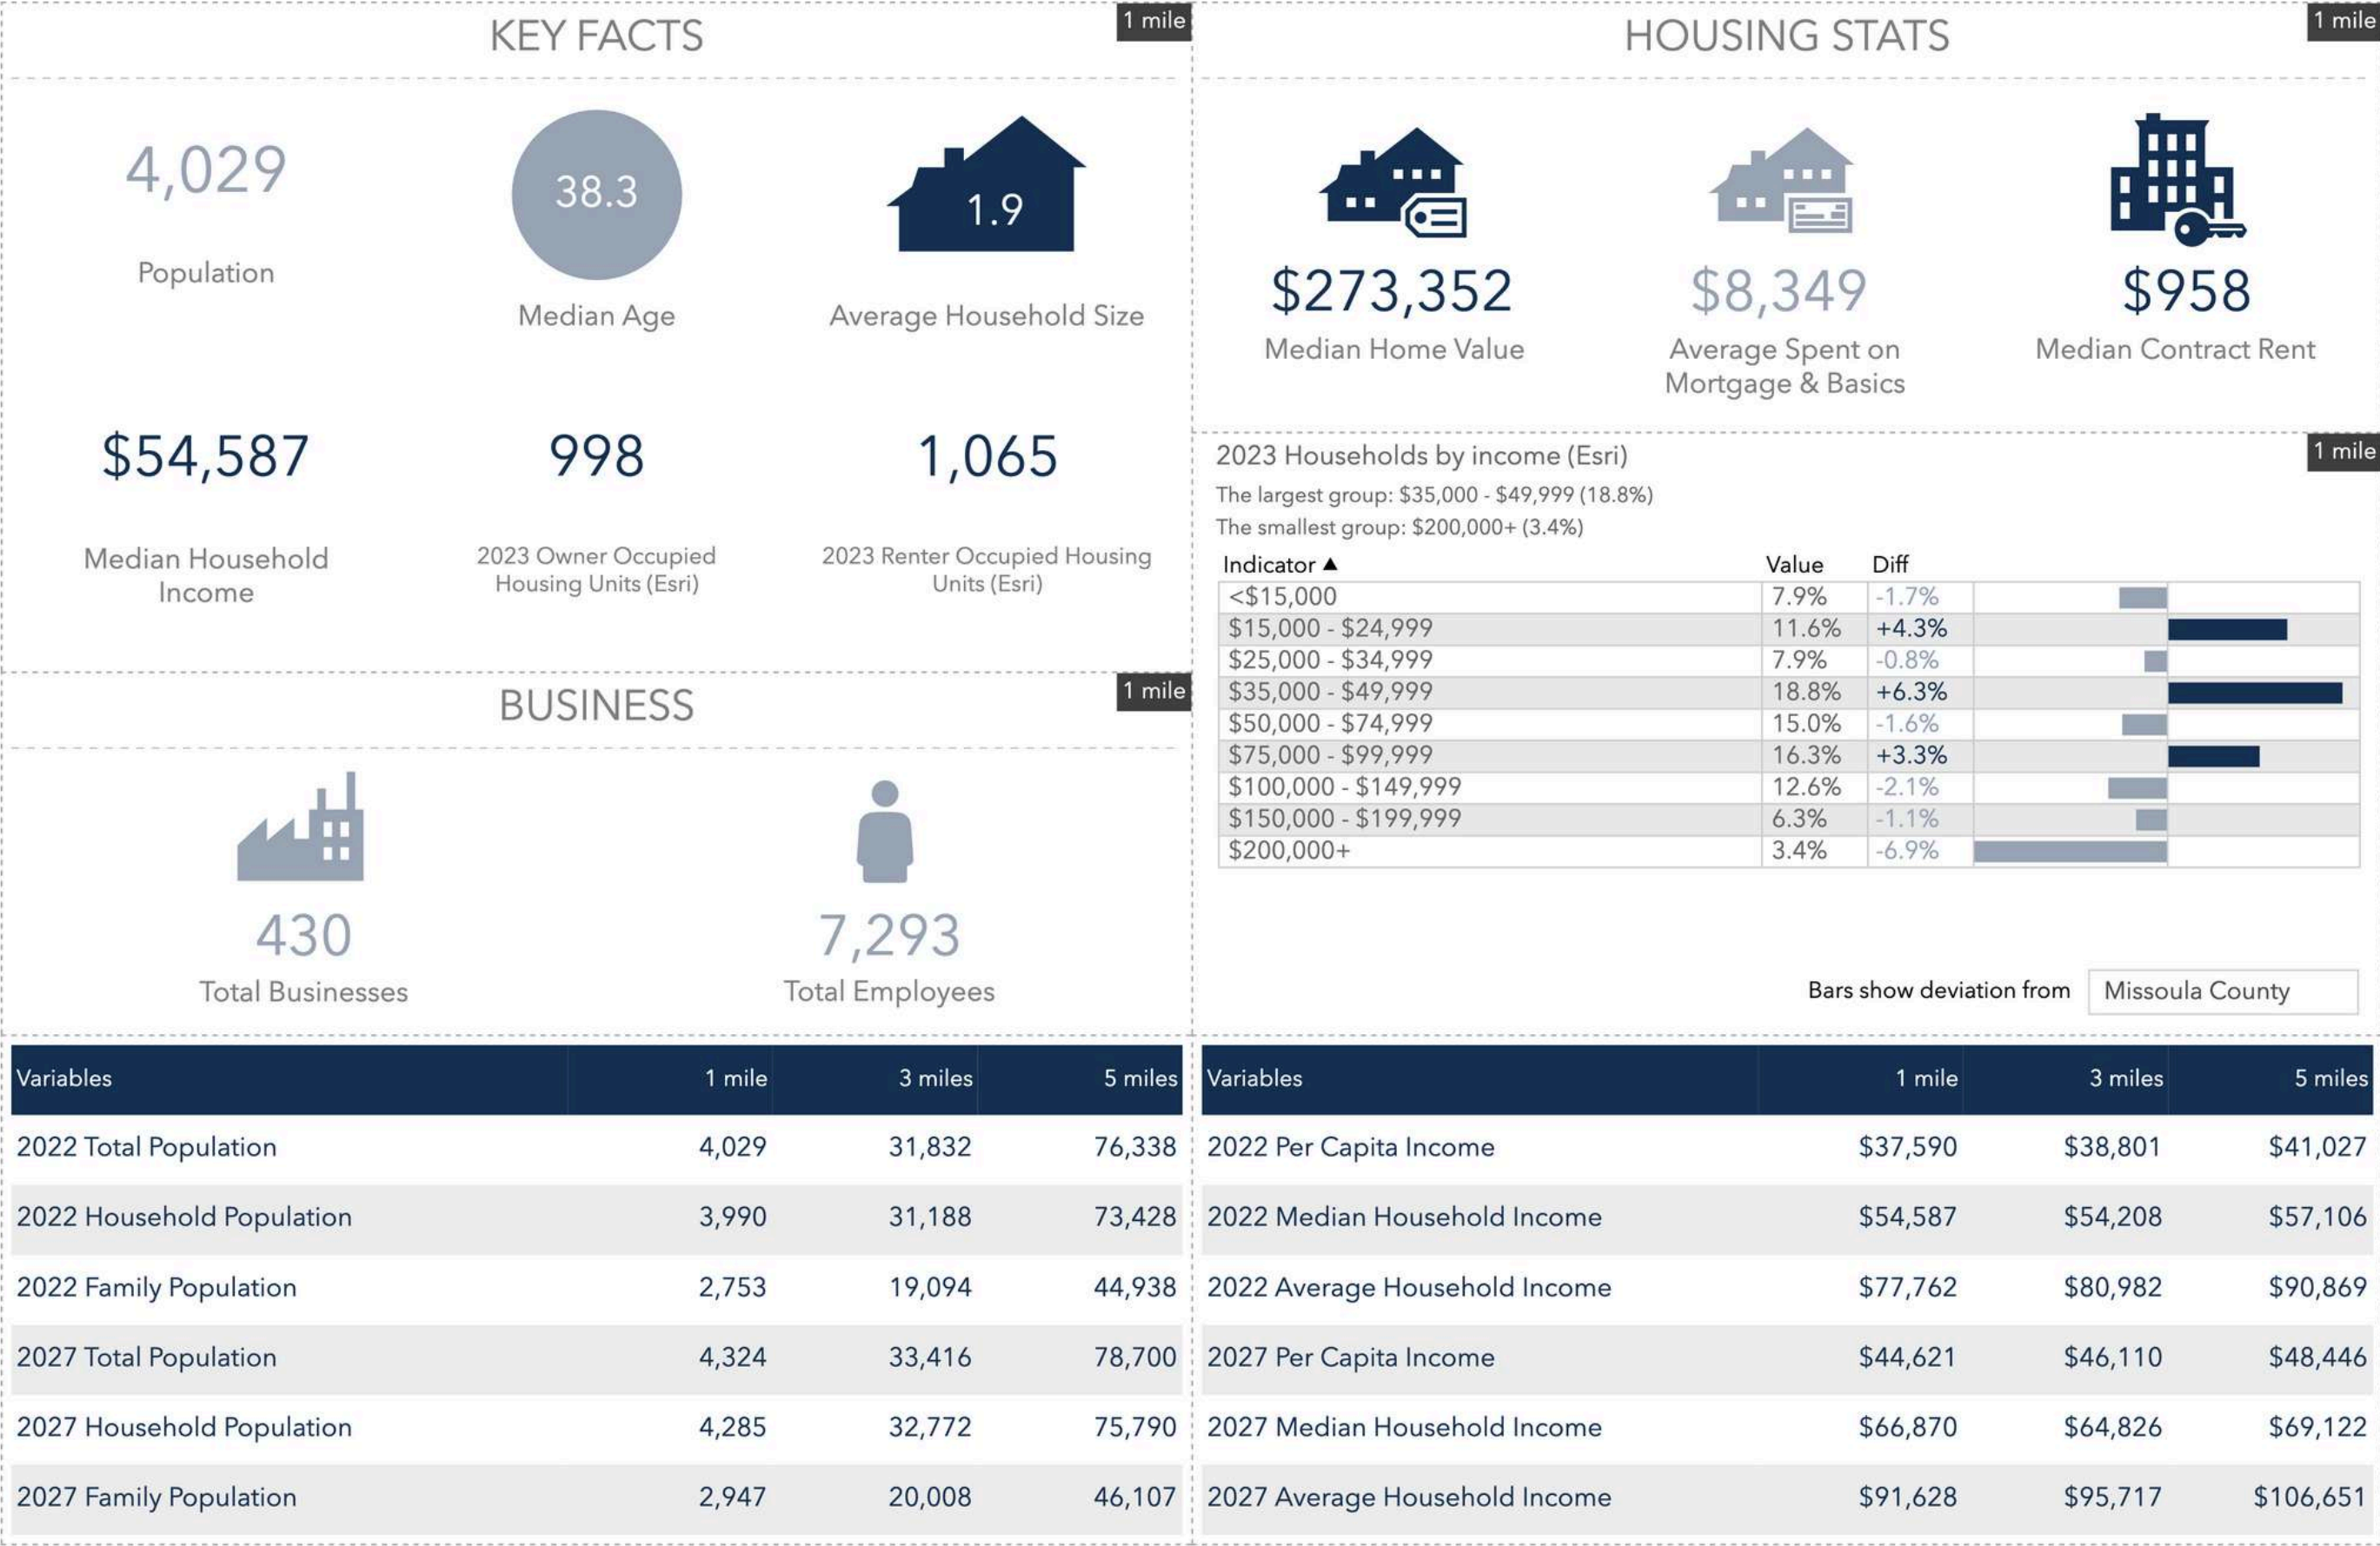 KEY FACTS
1 mile
4,029
Population
38.3
Median Age
1.9
Average Household Size
$54,587
Median Household
Income
998
2023 Owner Occupied
Housing Units (Esri)
1,065
2023 Renter Occupied Housing
Units (Esri)
BUSINESS
1 mile
430
Total Businesses
7,293
Total Employees
HOUSING STATS
1 mile
$273,352
Median Home Value
$8,349
Average Spent on
Mortgage & Basics
$958
Median Contract Rent
2023 Households by income (Esri)
1 mile
The largest group: $35,000 - $49,999 (18.8%)
The smallest group: $200,000+ (3.4%)
Indicator ▲ Value Diff
<$15,000 7.9% -1.7%
$15,000 - $24,999 11.6% +4.3%
$25,000 - $34,999 7.9% -0.8%
$35,000 - $49,999 18.8% +6.3%
$50,000 - $74,999 15.0% -1.6%
$75,000 - $99,999 16.3% +3.3%
$100,000 - $149,999 12.6% -2.1%
$150,000 - $199,999 6.3% -1.1%
$200,000+ 3.4% -6.9%
Bars show deviation from Missoula County
Variables 1 mile 3 miles 5 miles
2022 Total Population 4,029 31,832 76,338
2022 Household Population 3,990 31,188 73,428
2022 Family Population 2,753 19,094 44,938
2027 Total Population 4,324 33,416 78,700
2027 Household Population 4,285 32,772 75,790
2027 Family Population 2,947 20,008 46,107
Variables 1 mile 3 miles 5 miles
2022 Per Capita Income $37,590 $38,801 $41,027
2022 Median Household Income $54,587 $54,208 $57,106
2022 Average Household Income $77,762 $80,982 $90,869
2027 Per Capita Income $44,621 $46,110 $48,446
2027 Median Household Income $66,870 $64,826 $69,122
2027 Average Household Income $91,628 $95,717 $106,651